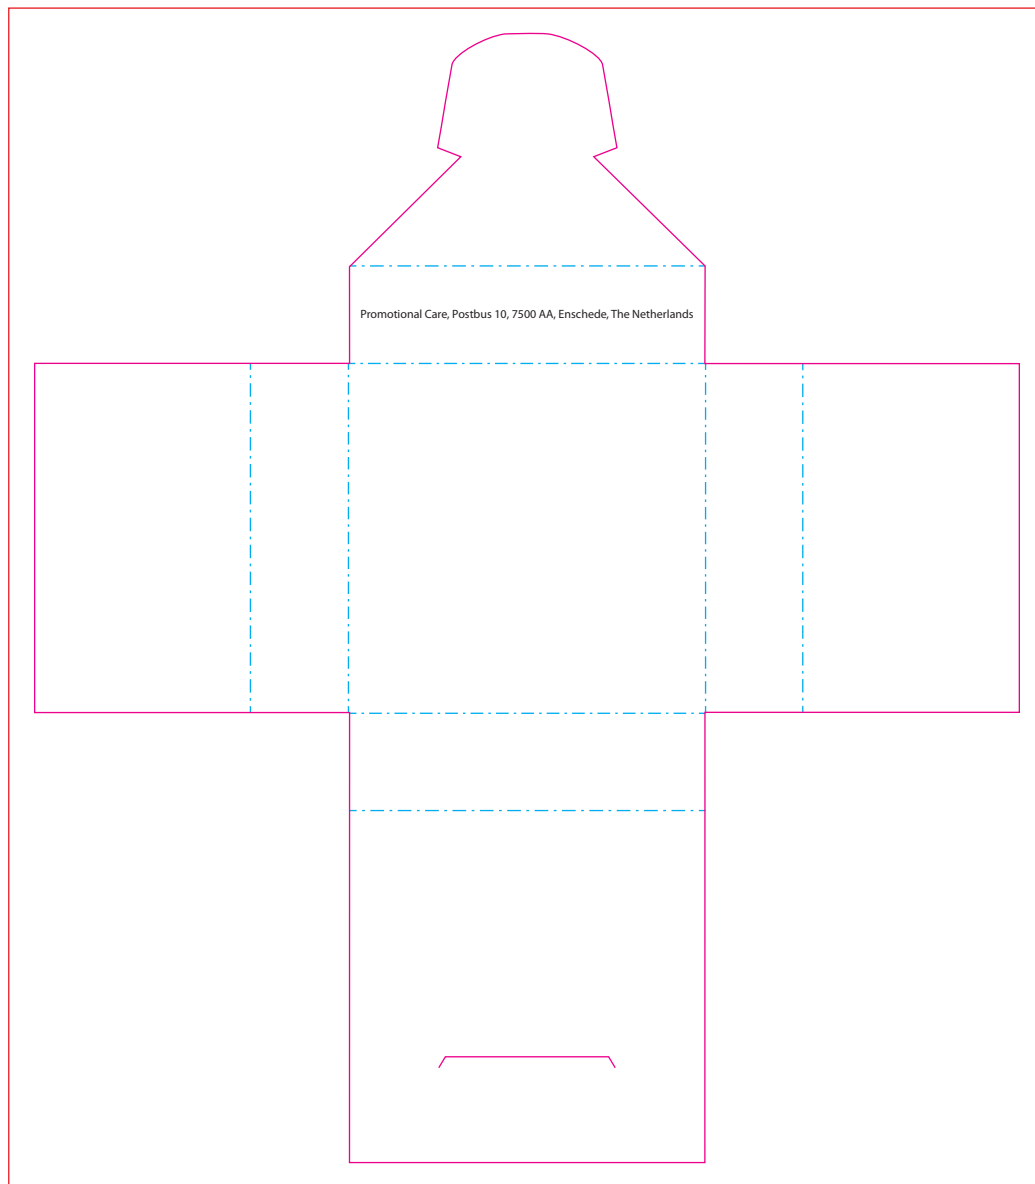 Promotional Care, Postbus 10, 7500 AA, Enschede, The Netherlands